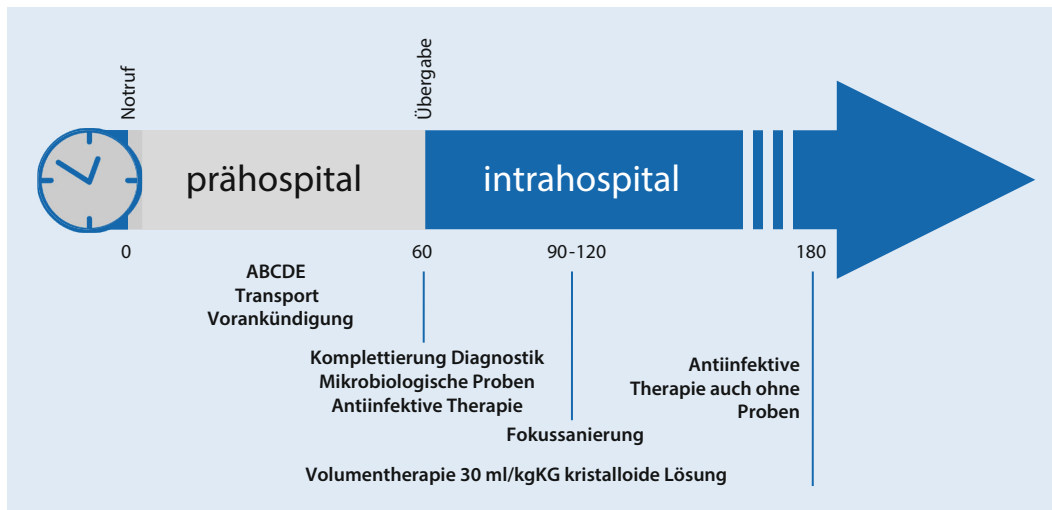 Notruf
Übergabe
prähospital
intrahospital
0
60
90-120
180
ABCDE
Transport
Vorankündigung
Komplettierung Diagnostik
Mikrobiologische Proben
Antiinfektive Therapie
Antiinfektive
Therapie auch ohne
Proben
Fokussanierung
Volumentherapie 30 ml/kgKG kristalloide Lösung